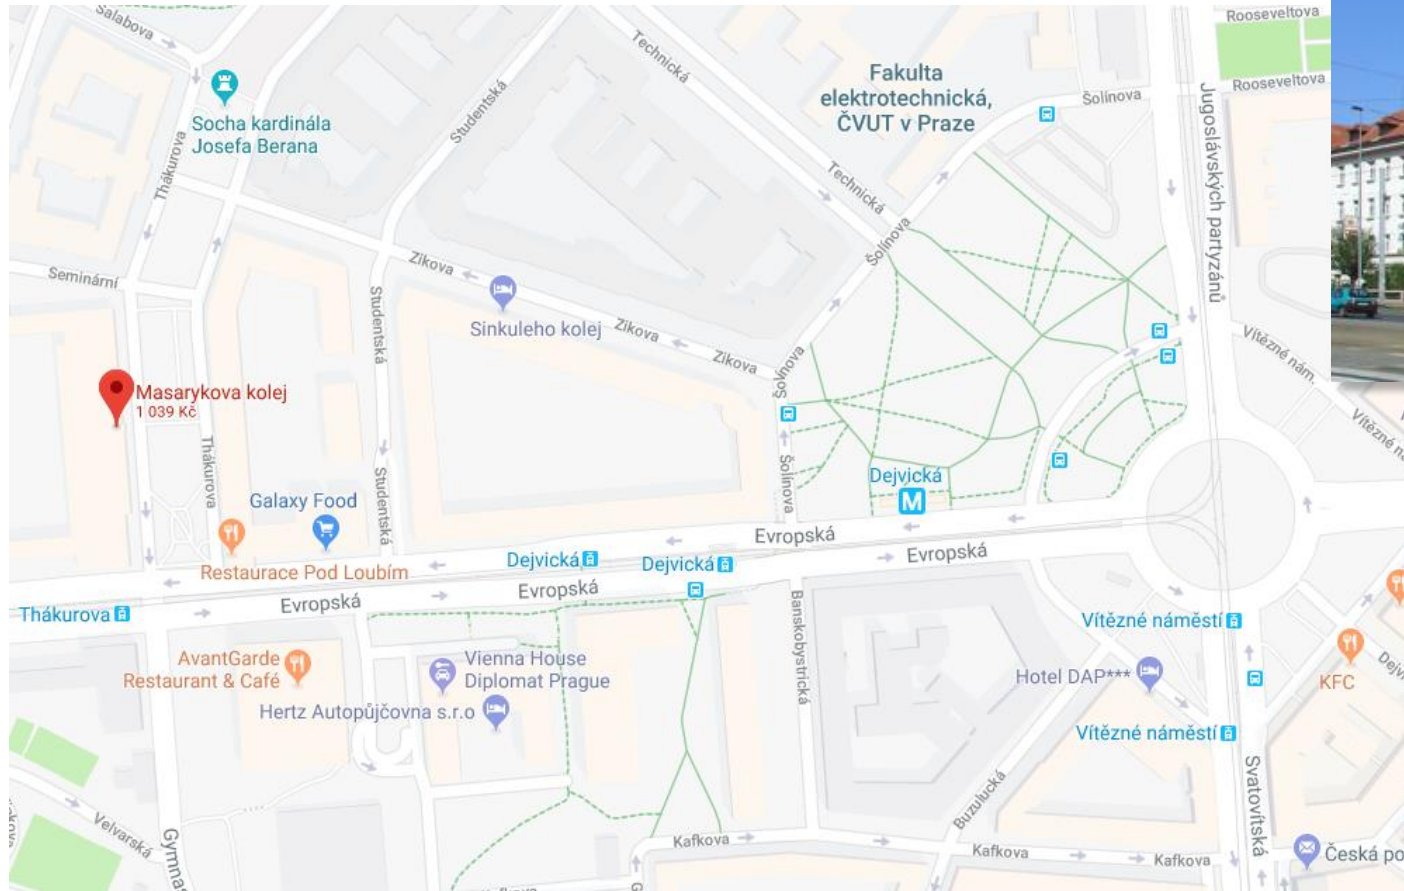 Salabova
Technická
Rooseveltova
Fakulta
elektrotechnická,
ČVUT v Praze
Rooseveltova
Šolínova
Studentská
Socha kardinála
Josefa Berana
Thákurova
Jugoslávských partyzánů
Technická
Šolínova
Zikova
Seminární
Studentská
Sinkuleho kolej
Zikova
Zikova
Šolínova
Vítězné nám.
Masarykova kolej
1 039 Kč
Vítězné
Thákurova
Studentská
Šolínova
Dejvická
M
Galaxy Food
Evropská
Evropská
Dejvická
Dejvická
Restaurace Pod Loubím
Evropská
Evropská
Thákurova
Banskobystrická
Vítězné náměstí
AvantGarde
Restaurant & Café
Vienna House
Diplomat Prague
Hotel DAP***
KFC
Hertz Autopůjčovna s.r.o
Vítězné náměstí
Svatovítská
Buzulucká
Velvarská
Kafkova
Kafkova
Kafkova
Česká po